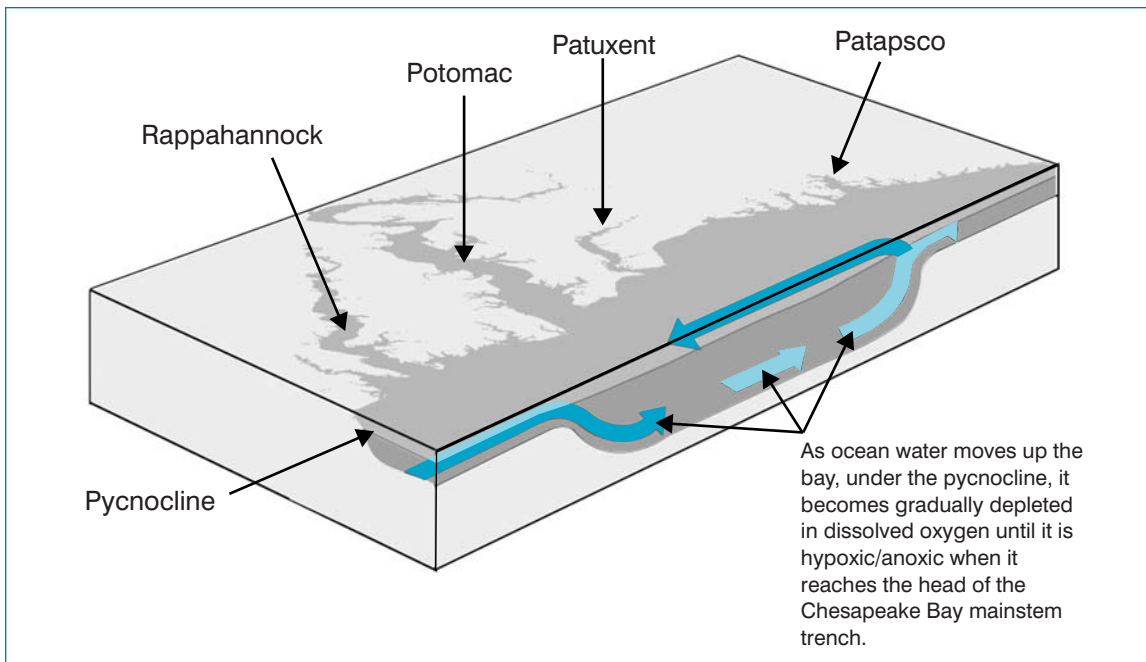 Patuxent
Patapsco
Potomac
Rappahannock
Pycnocline
As ocean water moves up the
bay, under the pycnocline, it
becomes gradually depleted
in dissolved oxygen until it is
hypoxic/anoxic when it
reaches the head of the
Chesapeake Bay mainstem
trench.